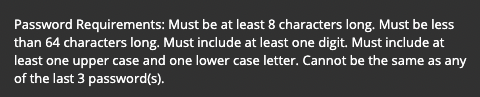 Password Requirements: Must be at least 8 characters long. Must be less
than 64 characters long. Must include at least one digit. Must include at
least one upper case and one lower case letter. Cannot be the same as any
of the last 3 password(s).